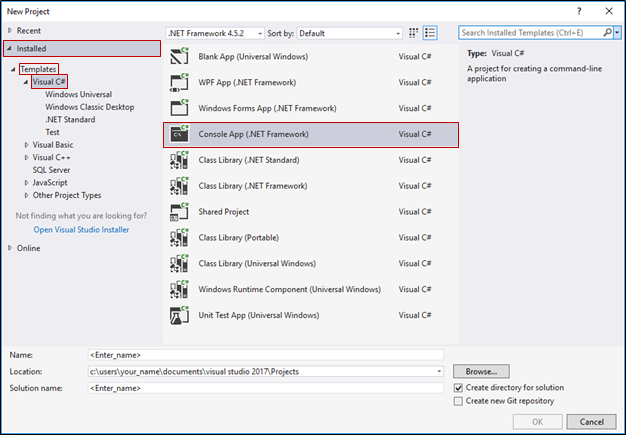 New Project
Recent
Installed
Templates
Visual C#
Windows Universal
Windows Classic Desktop
.NET Standard
Test
Visual Basic
Visual C++
SQL Server
JavaScript
Other Project Types
Not finding what you are looking for?
Open Visual Studio Installer
Online
.NET Framework 4.5.2 Sort by: Default
Blank App (Universal Windows) Visual C#
WPF App (.NET Framework) Visual C#
Windows Forms App (.NET Framework) Visual C#
Console App (.NET Framework) Visual C#
Class Library (.NET Standard) Visual C#
Class Library (.NET Framework) Visual C#
Shared Project Visual C#
Class Library (Portable) Visual C#
Class Library (Universal Windows) Visual C#
Windows Runtime Component (Universal Windows) Visual C#
Unit Test App (Universal Windows) Visual C#
Search Installed Templates (Ctrl+E)
Type: Visual C#
A project for creating a command-line
application
Name: <Enter_name>
Location: c:\users\your_name\documents\visual studio 2017\Projects
Solution name: <Enter_name>
Browse...
Create directory for solution
Create new Git repository
OK Cancel